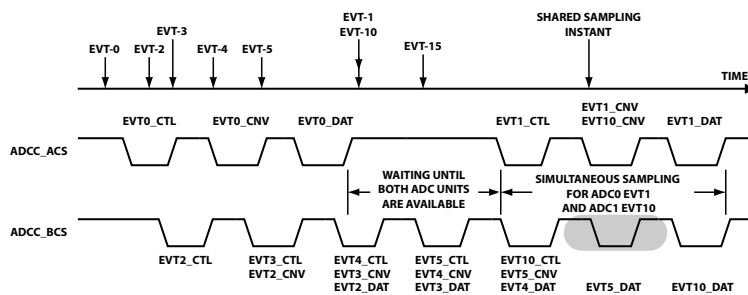 EVT-0
EVT-2
EVT-3
EVT-4
EVT-5
EVT-1
EVT-10
EVT-15
SHARED SAMPLING
INSTANT
TIME
EVT0_CTL
EVT0_CNV
EVT0_DAT
EVT1_CTL
EVT1_CNV
EVT10_CNV
EVT1_DAT
ADCC_ACS
WAITING UNTIL
BOTH ADC UNITS
ARE AVAILABLE
SIMULTANEOUS SAMPLING
FOR ADC0 EVT1
AND ADC1 EVT10
ADCC_BCS
EVT2_CTL
EVT3_CTL
EVT2_CNV
EVT4_CTL
EVT3_CNV
EVT2_DAT
EVT5_CTL
EVT4_CNV
EVT3_DAT
EVT10_CTL
EVT5_CNV
EVT4_DAT
EVT5_DAT
EVT10_DAT